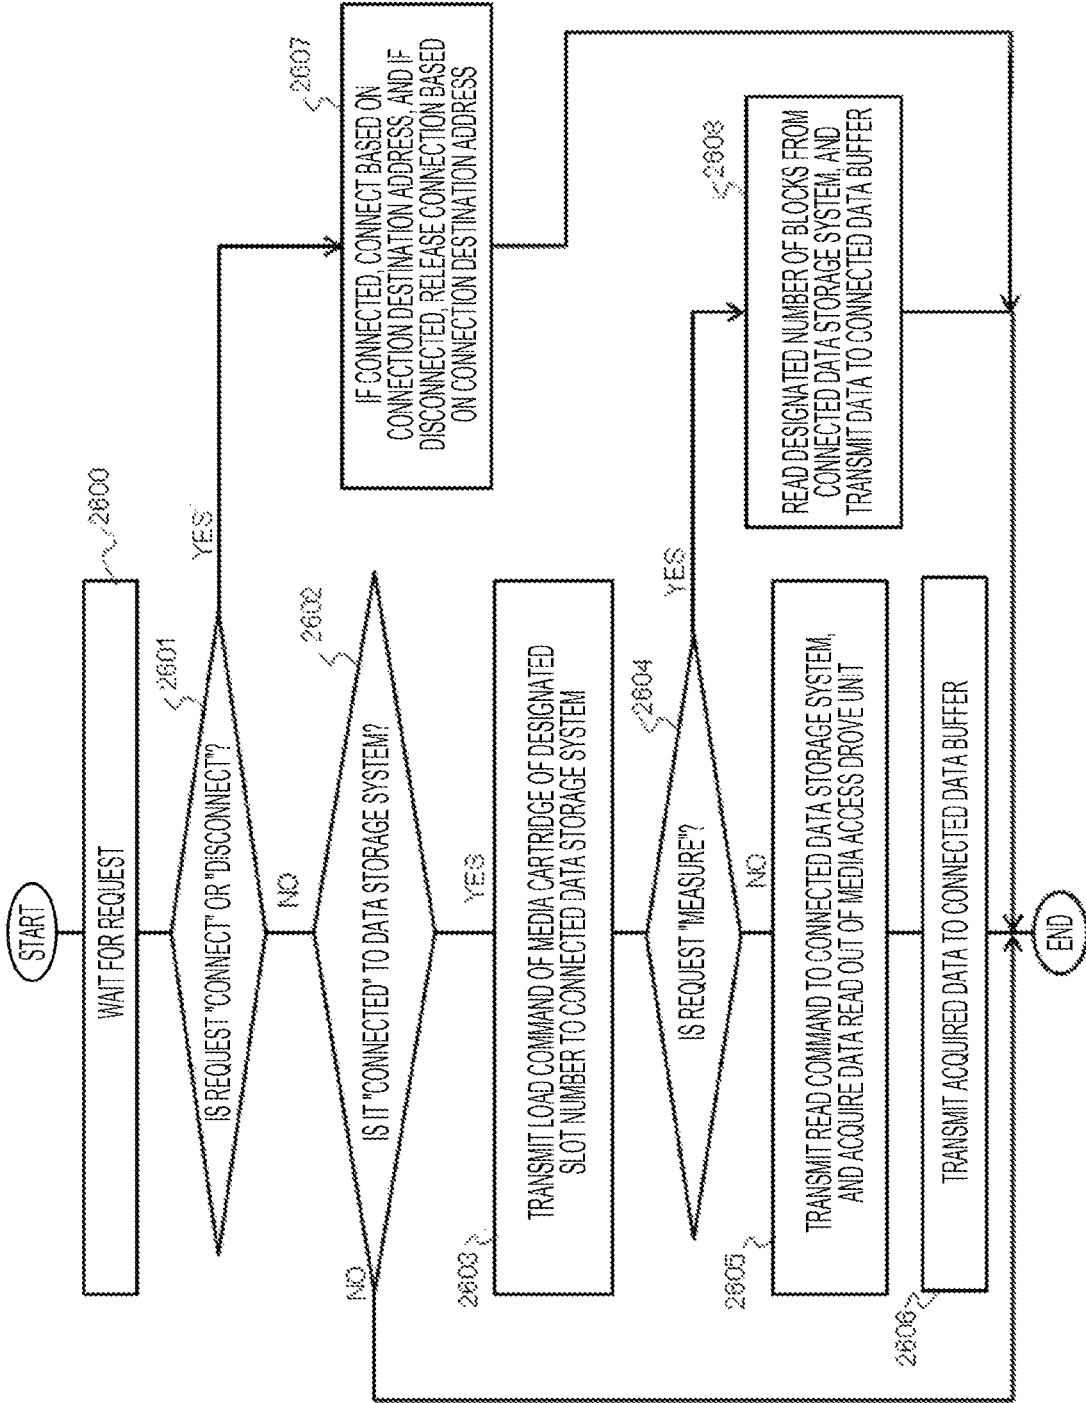 START
WAIT FOR REQUEST
2600
IS REQUEST "CONNECT" OR "DISCONNECT"?
2601
YES
NO
IF CONNECTED, CONNECT BASED ON
CONNECTION DESTINATION ADDRESS, AND IF
DISCONNECTED, RELEASE CONNECTION BASED
ON CONNECTION DESTINATION ADDRESS
2607
IS IT "CONNECTED" TO DATA STORAGE SYSTEM?
2602
NO
YES
TRANSMIT LOAD COMMAND OF MEDIA CARTRIDGE OF DESIGNATED
SLOT NUMBER TO CONNECTED DATA STORAGE SYSTEM
2603
IS REQUEST "MEASURE"?
2604
YES
NO
READ DESIGNATED NUMBER OF BLOCKS FROM
CONNECTED DATA STORAGE SYSTEM, AND
TRANSMIT DATA TO CONNECTED DATA BUFFER
2608
TRANSMIT READ COMMAND TO CONNECTED DATA STORAGE SYSTEM,
AND ACQUIRE DATA READ OUT OF MEDIA ACCESS DROVE UNIT
2605
TRANSMIT ACQUIRED DATA TO CONNECTED DATA BUFFER
2606
END